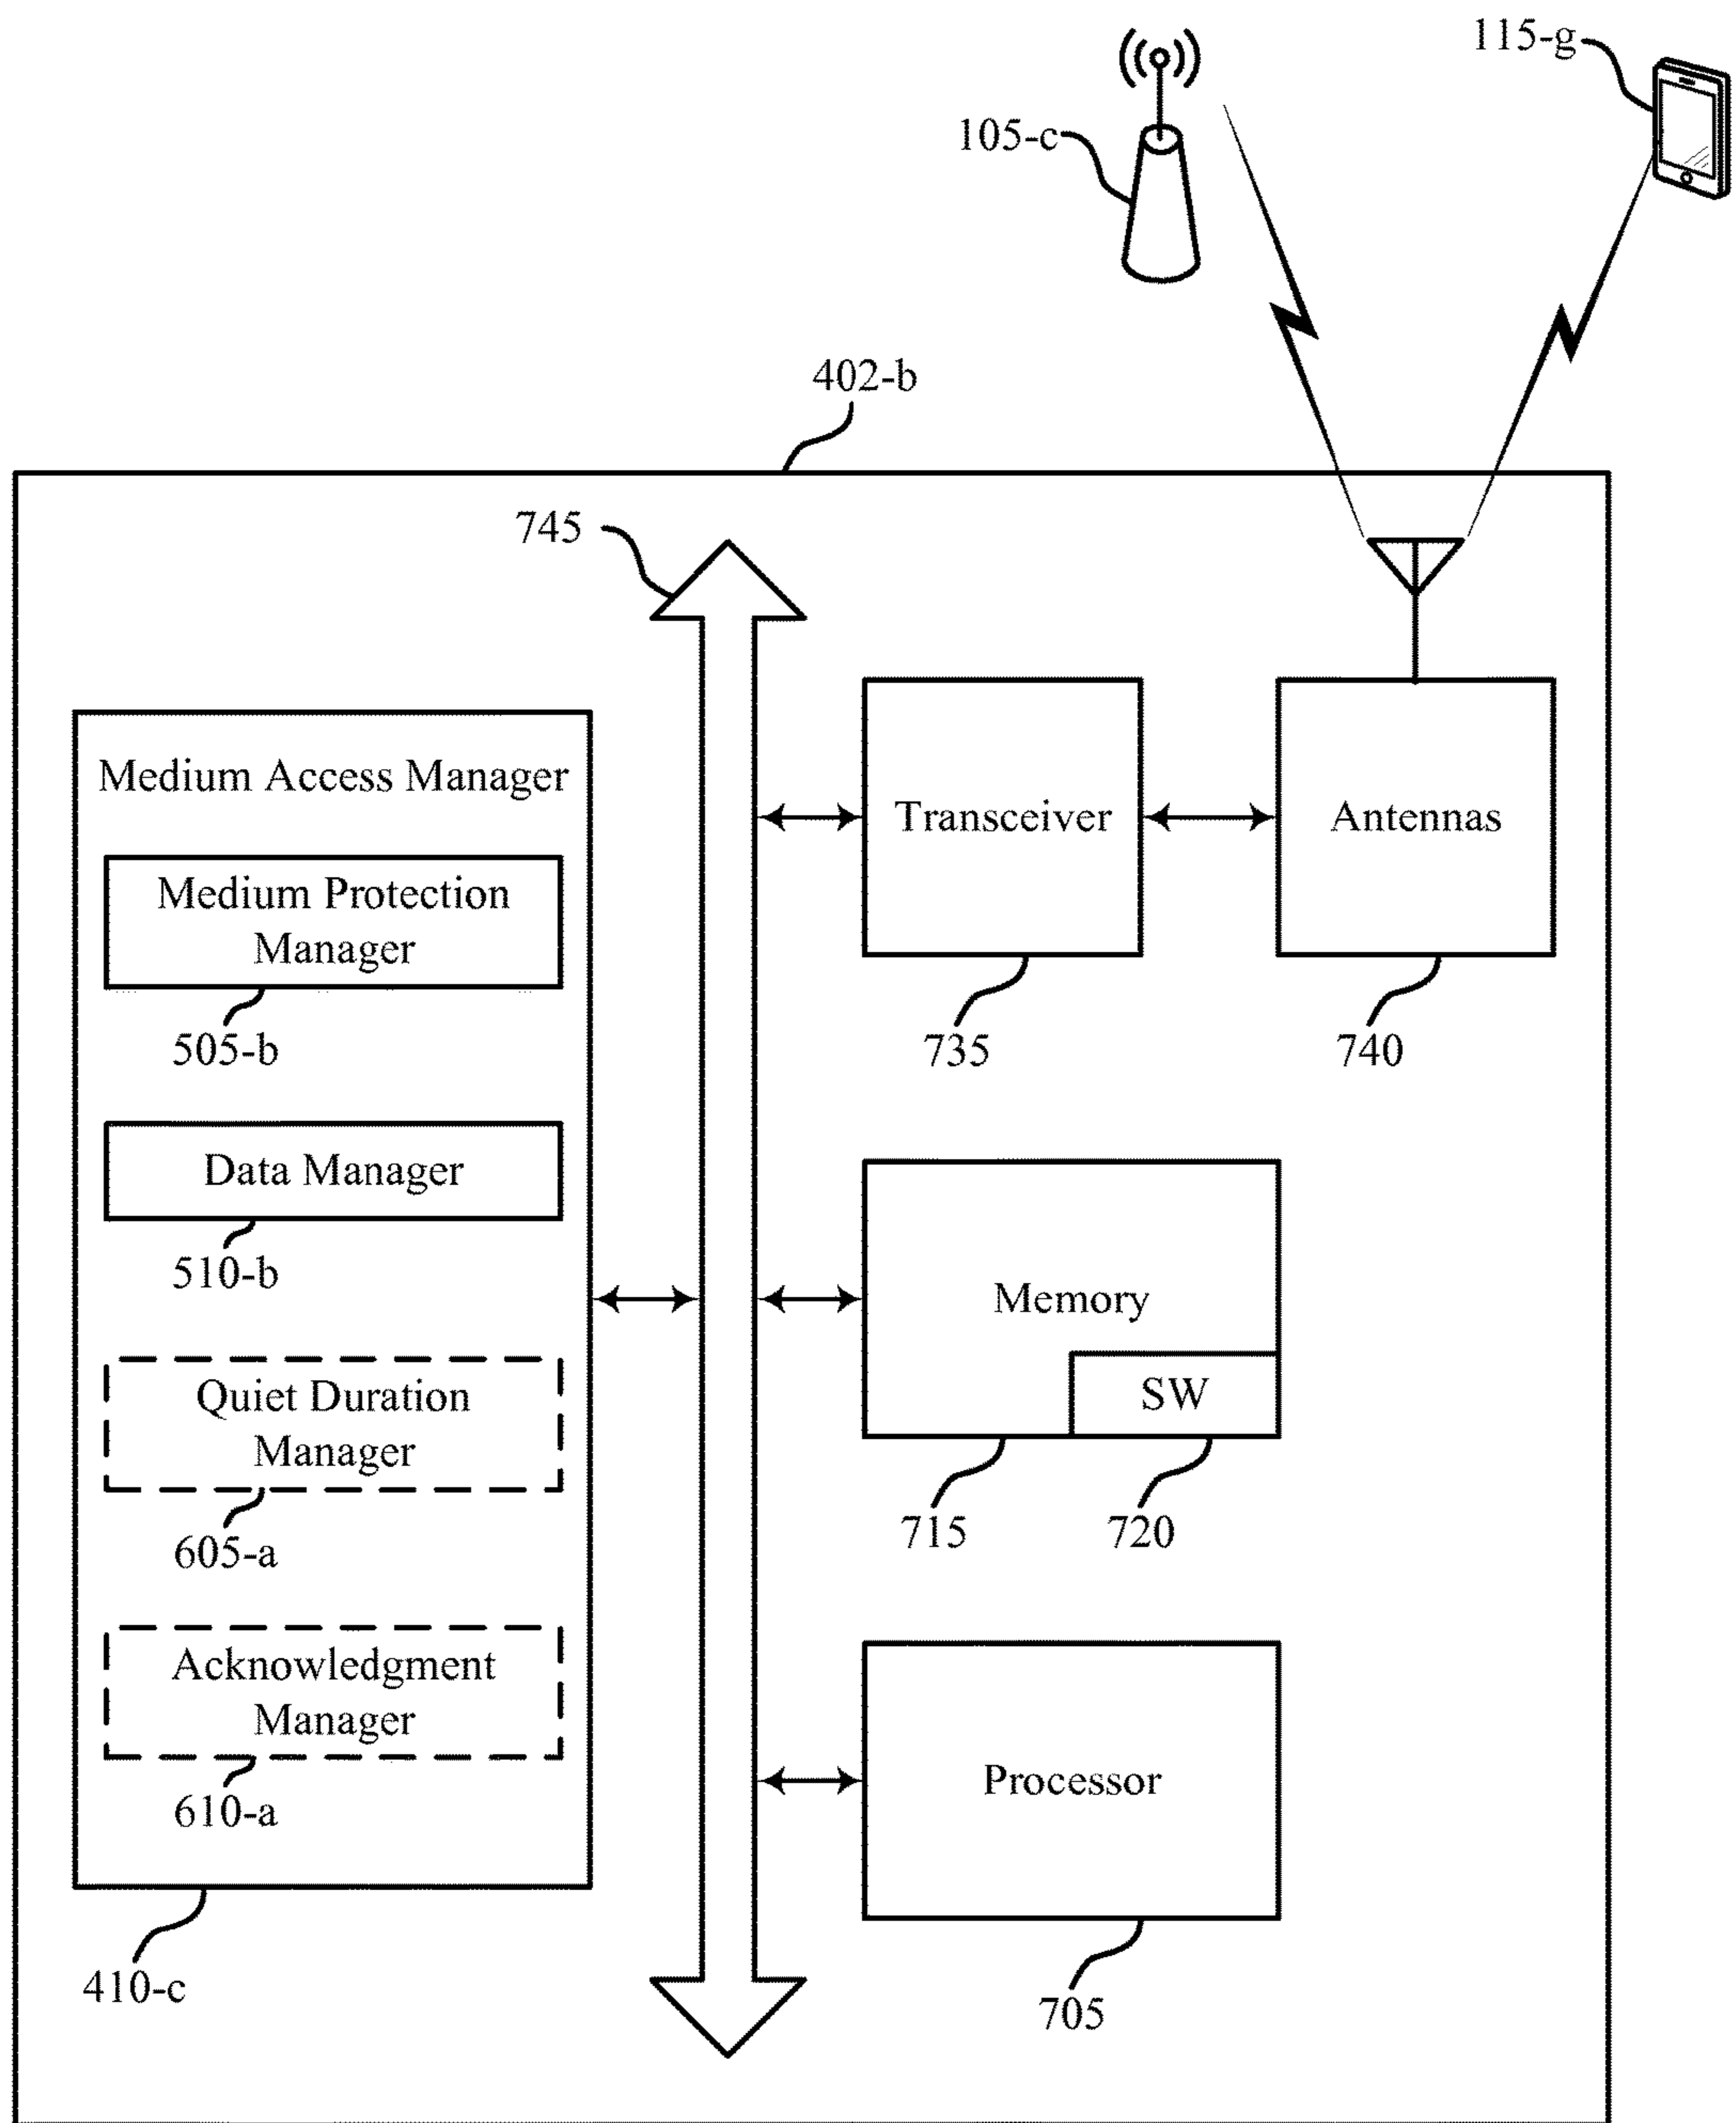 115-g
105-c
402-b
745
Medium Access Manager
Medium Protection
Manager
505-b
Data Manager
510-b
Quiet Duration
Manager
605-a
Acknowledgment
Manager
610-a
410-c
Transceiver
735
Antennas
740
Memory
SW
715
720
Processor
705